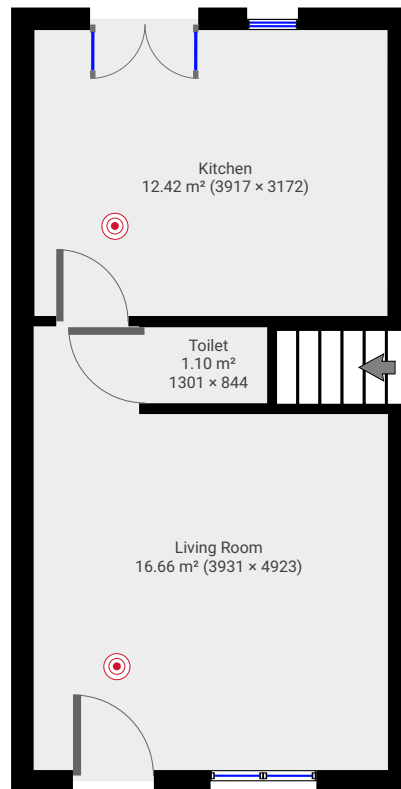 Kitchen
12.42 m² (3917 × 3172)
Toilet
1.10 m²
1301 × 844
Living Room
16.66 m² (3931 × 4923)